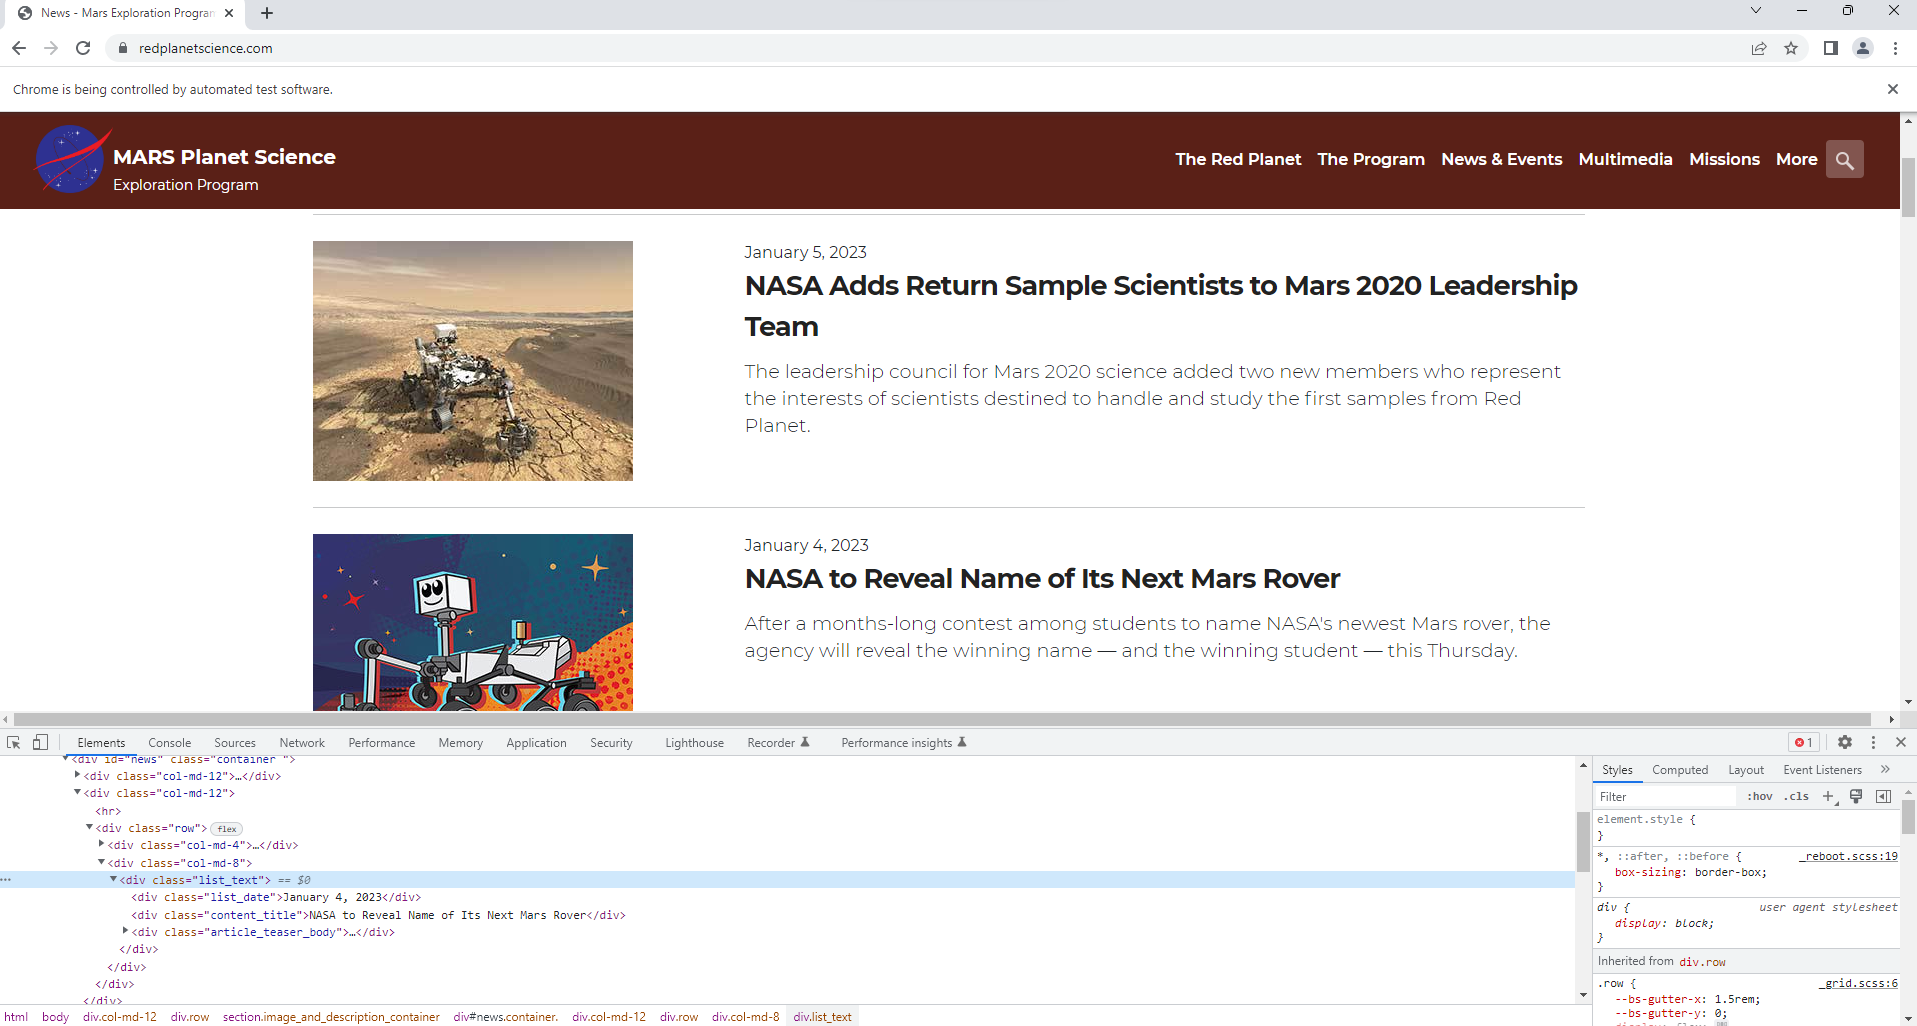 News - Mars Exploration Program
redplanetscience.com
Chrome is being controlled by automated test software.
MARS Planet Science
Exploration Program
The Red Planet The Program News & Events Multimedia Missions More
January 5, 2023
NASA Adds Return Sample Scientists to Mars 2020 Leadership
Team
The leadership council for Mars 2020 science added two new members who represent
the interests of scientists destined to handle and study the first samples from Red
Planet.
January 4, 2023
NASA to Reveal Name of Its Next Mars Rover
After a months-long contest among students to name NASA's newest Mars rover, the
agency will reveal the winning name — and the winning student — this Thursday.
Elements Console Sources Network Performance Memory Application Security Lighthouse Recorder Performance insights 1
<div id="news" class="container ">
<div class="col-md-12">…</div>
<div class="col-md-12">
<hr>
<div class="row"> flex
<div class="col-md-4">…</div>
<div class="col-md-8">
<div class="list_text"> == $0
<div class="list_date">January 4, 2023</div>
<div class="content_title">NASA to Reveal Name of Its Next Mars Rover</div>
<div class="article_teaser_body">…</div>
</div>
</div>
</div>
</div>
html body div.col-md-12 div.row section.image_and_description_container div#news.container. div.col-md-12 div.row div.col-md-8 div.list_text
Styles Computed Layout Event Listeners »
Filter :hov .cls +
element.style {
}
*, ::after, ::before { _reboot.scss:19
box-sizing: border-box;
}
div { user agent stylesheet
display: block;
}
Inherited from div.row
.row { _grid.scss:6
--bs-gutter-x: 1.5rem;
--bs-gutter-y: 0;